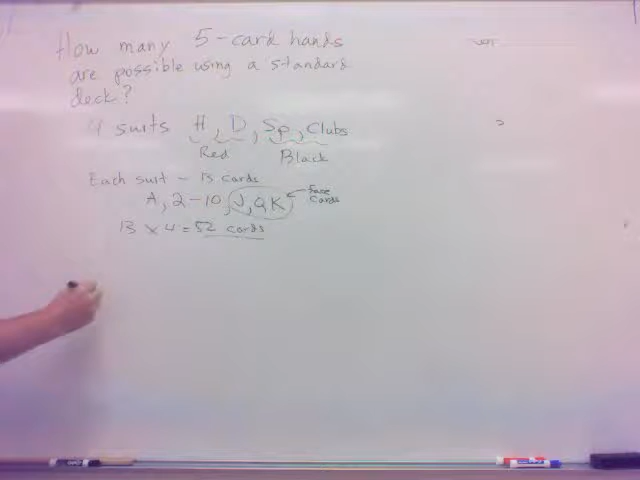 How many 5-card hands
are possible using a standard
deck?
4 suits H, D, Sp, Clubs
Red Black
Each suit - 13 cards
A, 2-10, J, Q, K Face
Cards
13 x 4 = 52 cards